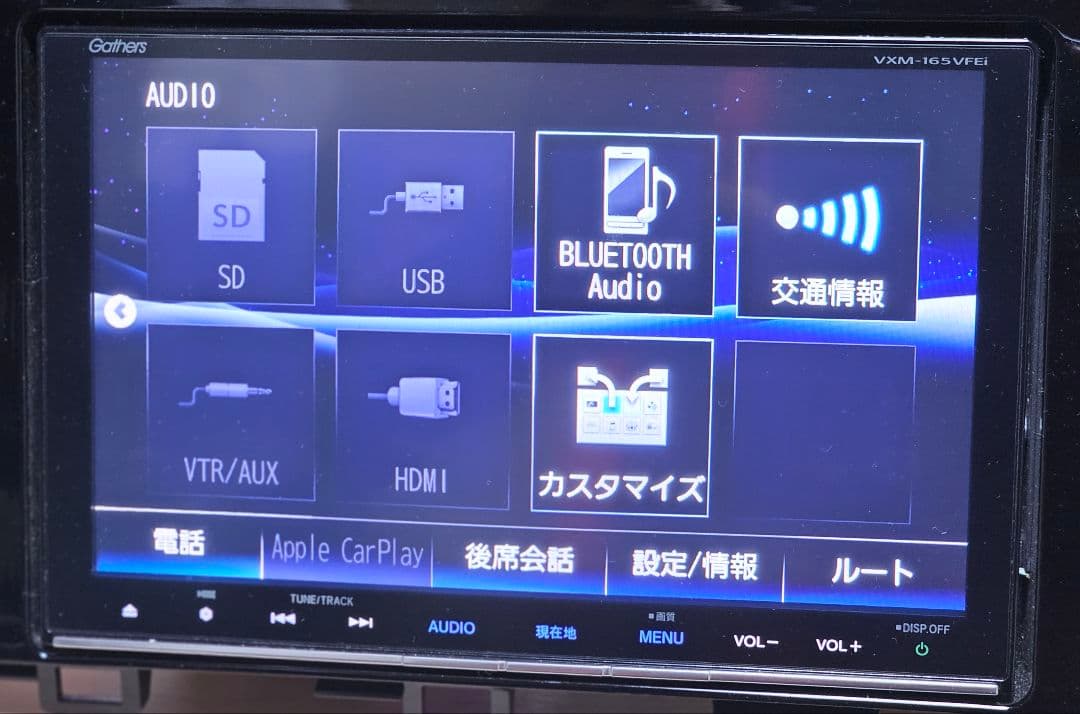 Gathers
VXM-165VFEi
AUDIO
SD
SD
USB
BLUETOOTH
Audio
交通情報
VTR/AUX
HDMI
カスタマイズ
電話
Apple CarPlay
後席会話
設定/情報
ルート
TUNE/TRACK
AUDIO
現在地
画質
MENU
VOL−
VOL+
DISP.OFF